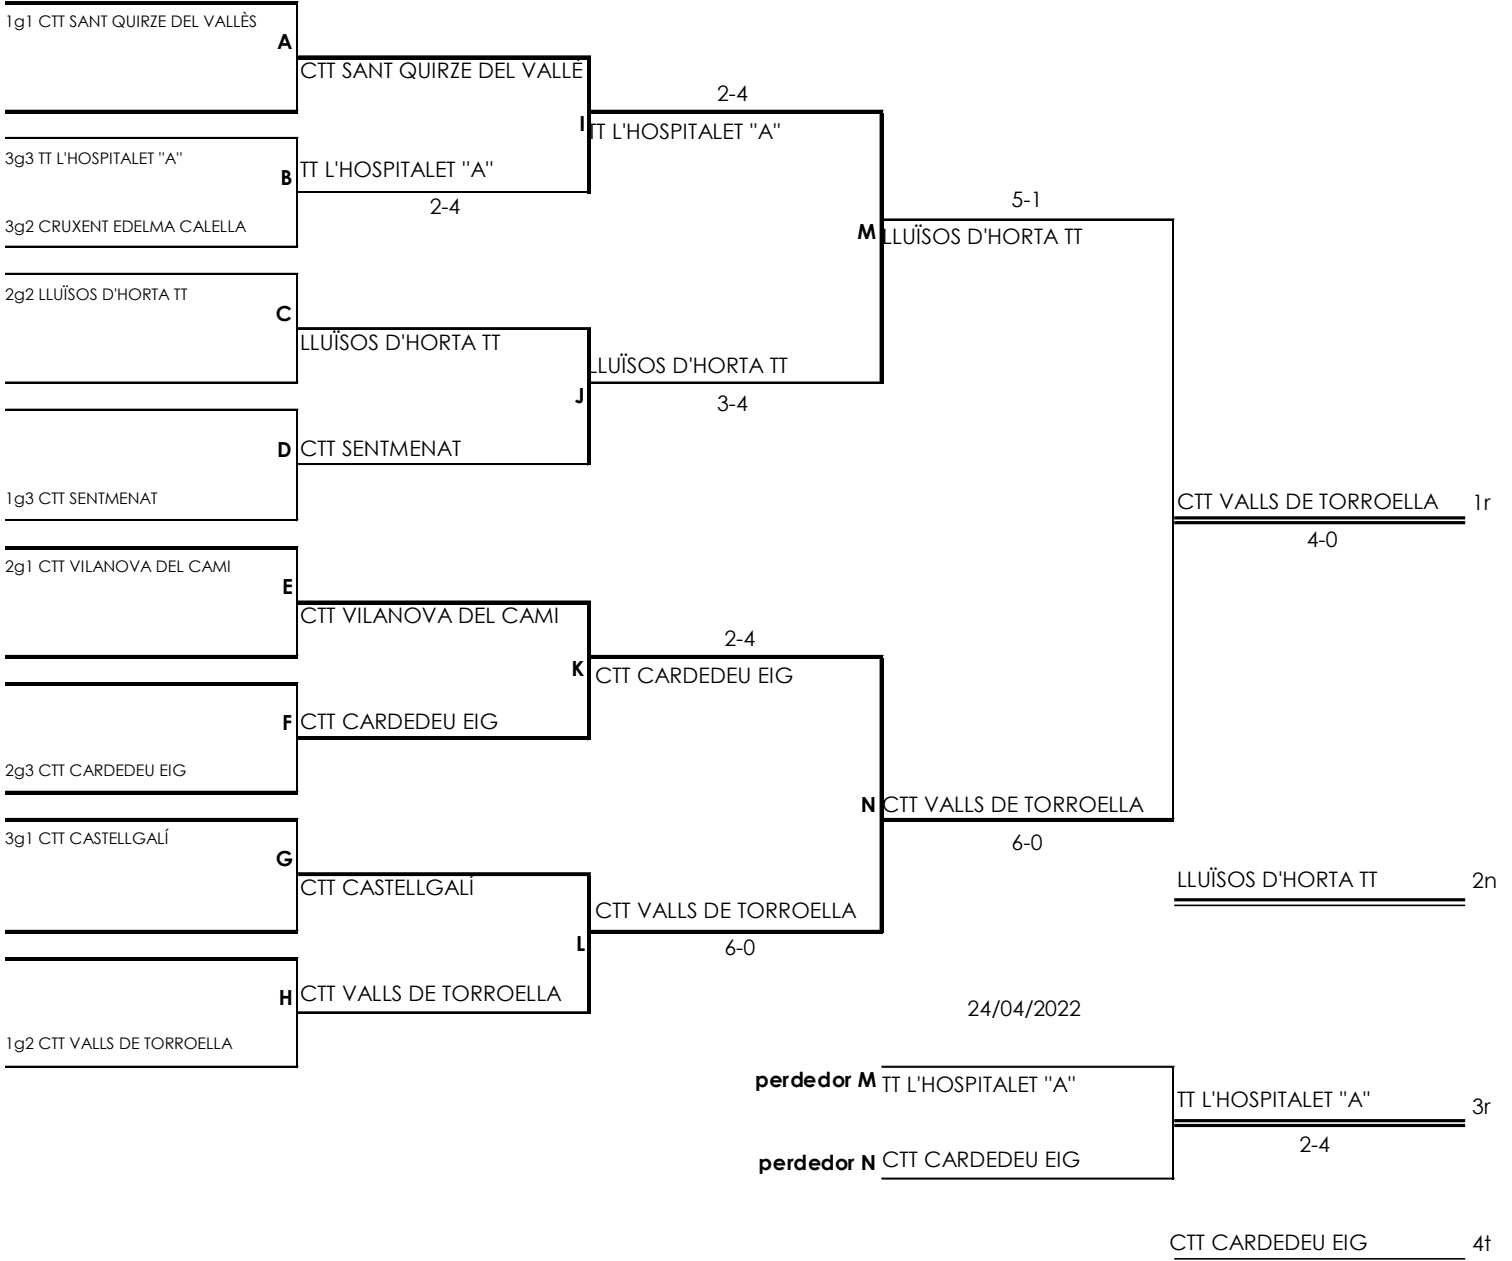 1g1 CTT SANT QUIRZE DEL VALLÈS
A
CTT SANT QUIRZE DEL VALLÈ
2-4
I
TT L'HOSPITALET "A"
3g3 TT L'HOSPITALET "A"
B
TT L'HOSPITALET "A"
2-4
3g2 CRUXENT EDELMA CALELLA
5-1
M
LLUÏSOS D'HORTA TT
2g2 LLUÏSOS D'HORTA TT
C
LLUÏSOS D'HORTA TT
LLUÏSOS D'HORTA TT
J
3-4
D
CTT SENTMENAT
1g3 CTT SENTMENAT
CTT VALLS DE TORROELLA 1r
4-0
2g1 CTT VILANOVA DEL CAMI
E
CTT VILANOVA DEL CAMI
2-4
K
CTT CARDEDEU EIG
F
CTT CARDEDEU EIG
2g3 CTT CARDEDEU EIG
N
CTT VALLS DE TORROELLA
6-0
3g1 CTT CASTELLGALÍ
G
CTT CASTELLGALÍ
LLUÏSOS D'HORTA TT 2n
CTT VALLS DE TORROELLA
L
6-0
H
CTT VALLS DE TORROELLA
1g2 CTT VALLS DE TORROELLA
24/04/2022
perdedor M TT L'HOSPITALET "A"
TT L'HOSPITALET "A" 3r
2-4
perdedor N CTT CARDEDEU EIG
CTT CARDEDEU EIG 4t